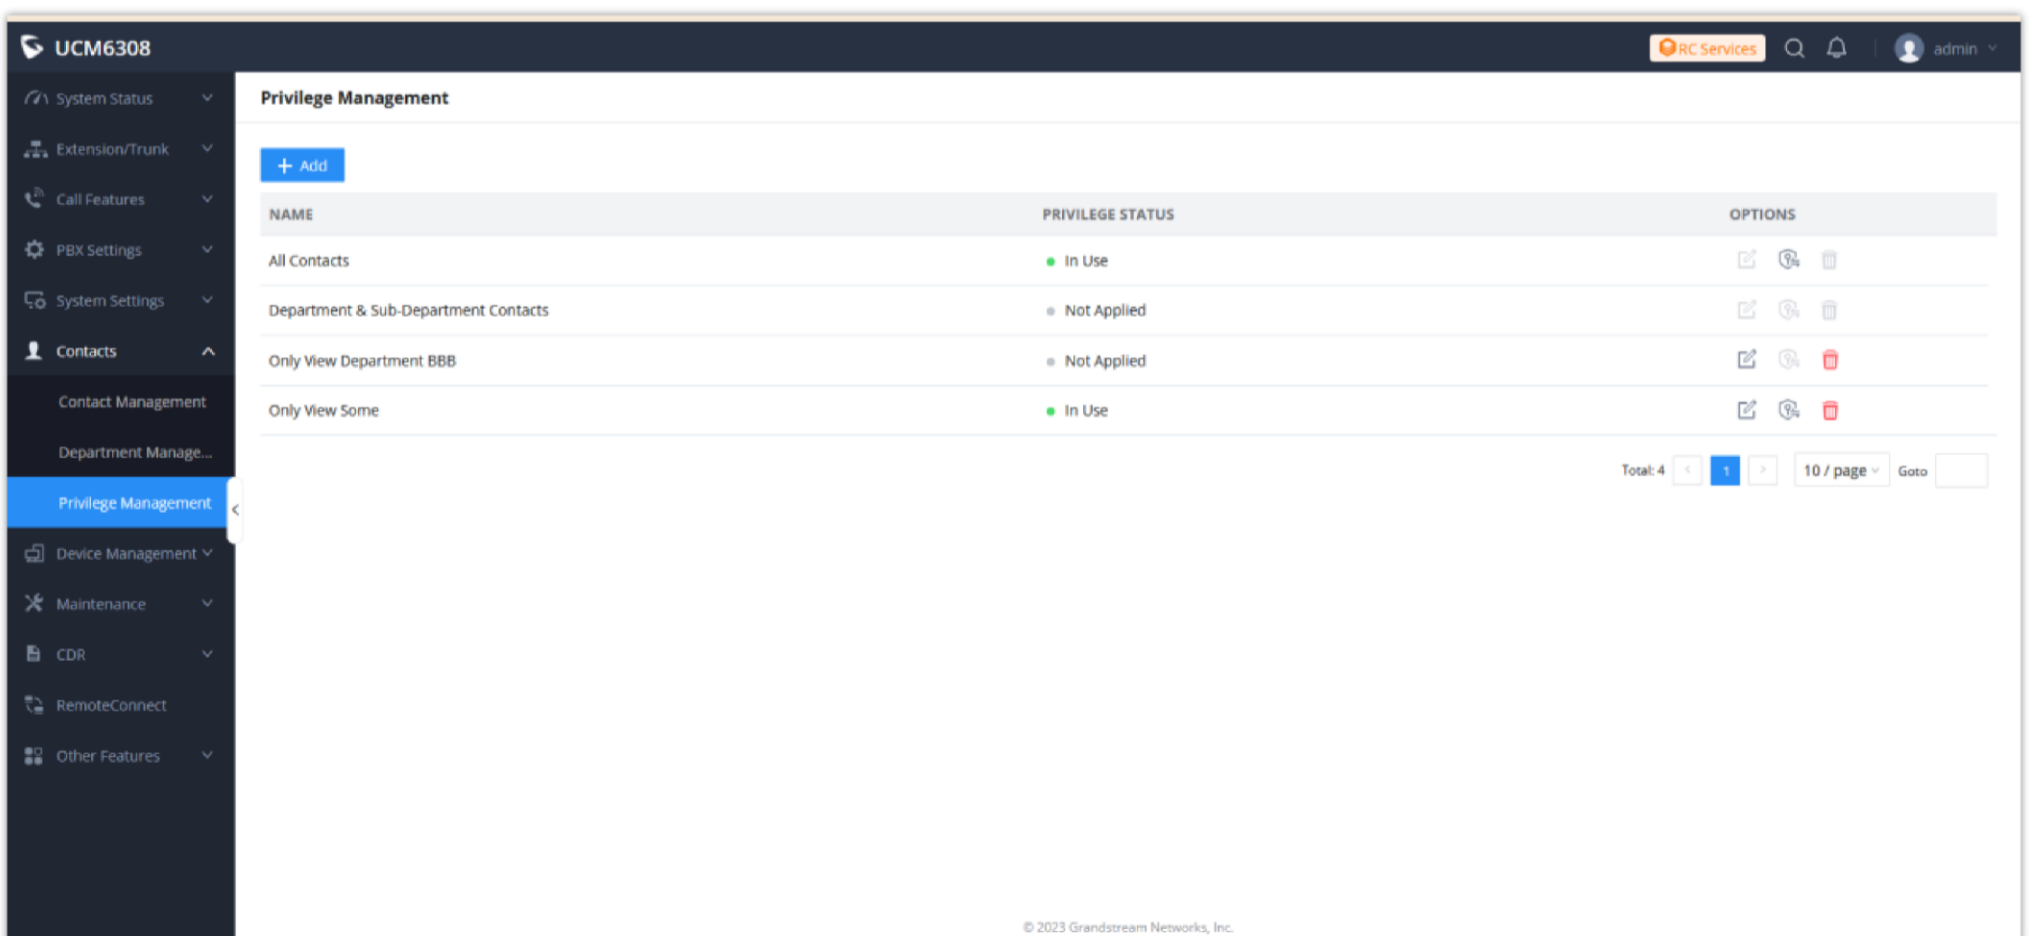 UCM6308
RC Services
admin
System Status
Extension/Trunk
Call Features
PBX Settings
System Settings
Contacts
Contact Management
Department Manage...
Privilege Management
Device Management
Maintenance
CDR
RemoteConnect
Other Features
Privilege Management
+ Add
NAME PRIVILEGE STATUS OPTIONS
All Contacts In Use
Department & Sub-Department Contacts Not Applied
Only View Department BBB Not Applied
Only View Some In Use
Total: 4 < 1 > 10 / page Goto
© 2023 Grandstream Networks, Inc.